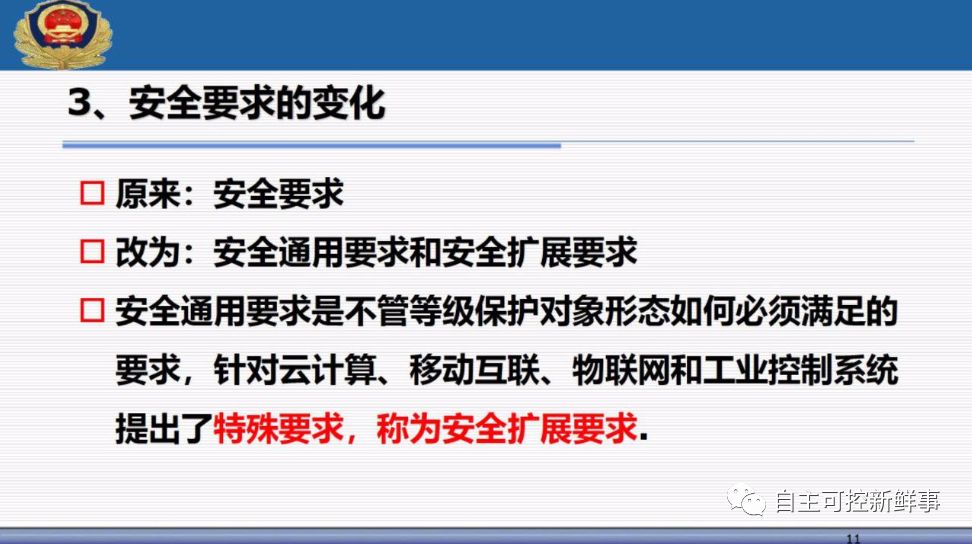 3、安全要求的变化
原来：安全要求
改为：安全通用要求和安全扩展要求
安全通用要求是不管等级保护对象形态如何必须满足的
要求，针对云计算、移动互联、物联网和工业控制系统
提出了特殊要求，称为安全扩展要求.
自主可控新鲜事
11